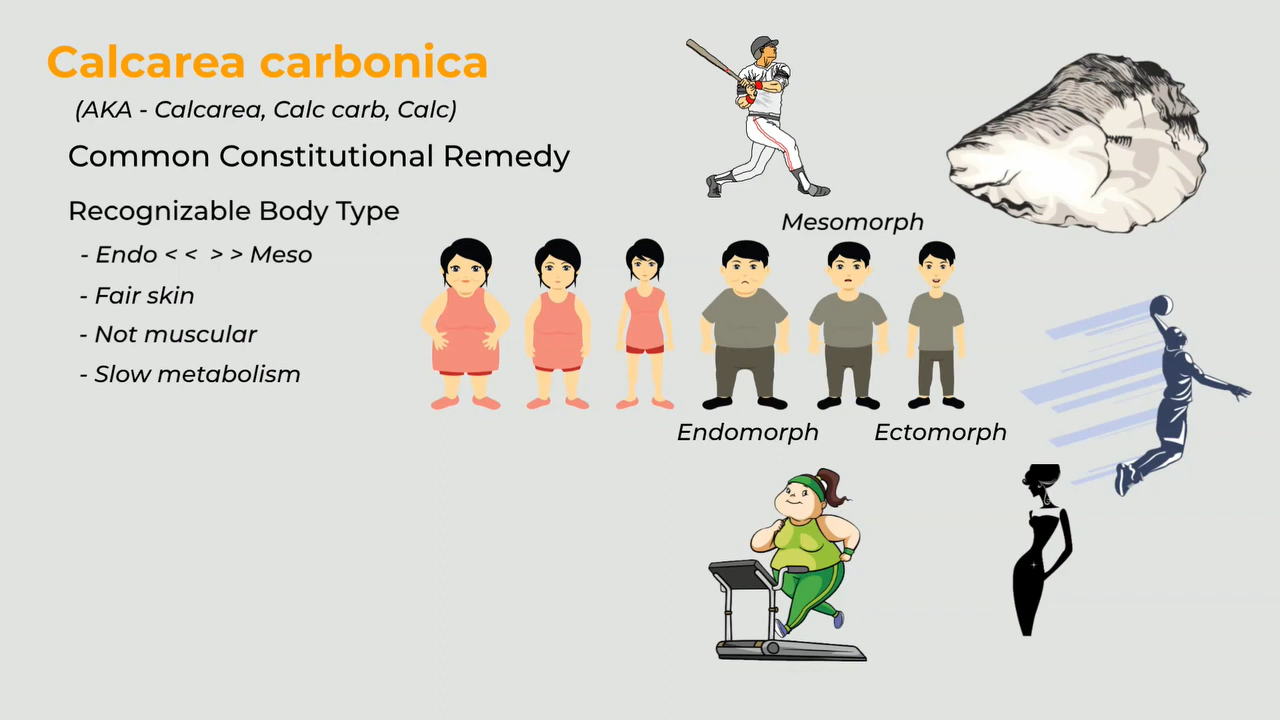 Calcarea carbonica
(AKA - Calcarea, Calc carb, Calc)
Common Constitutional Remedy
Recognizable Body Type
- Endo < < > > Meso
- Fair skin
- Not muscular
- Slow metabolism
Mesomorph
Endomorph
Ectomorph